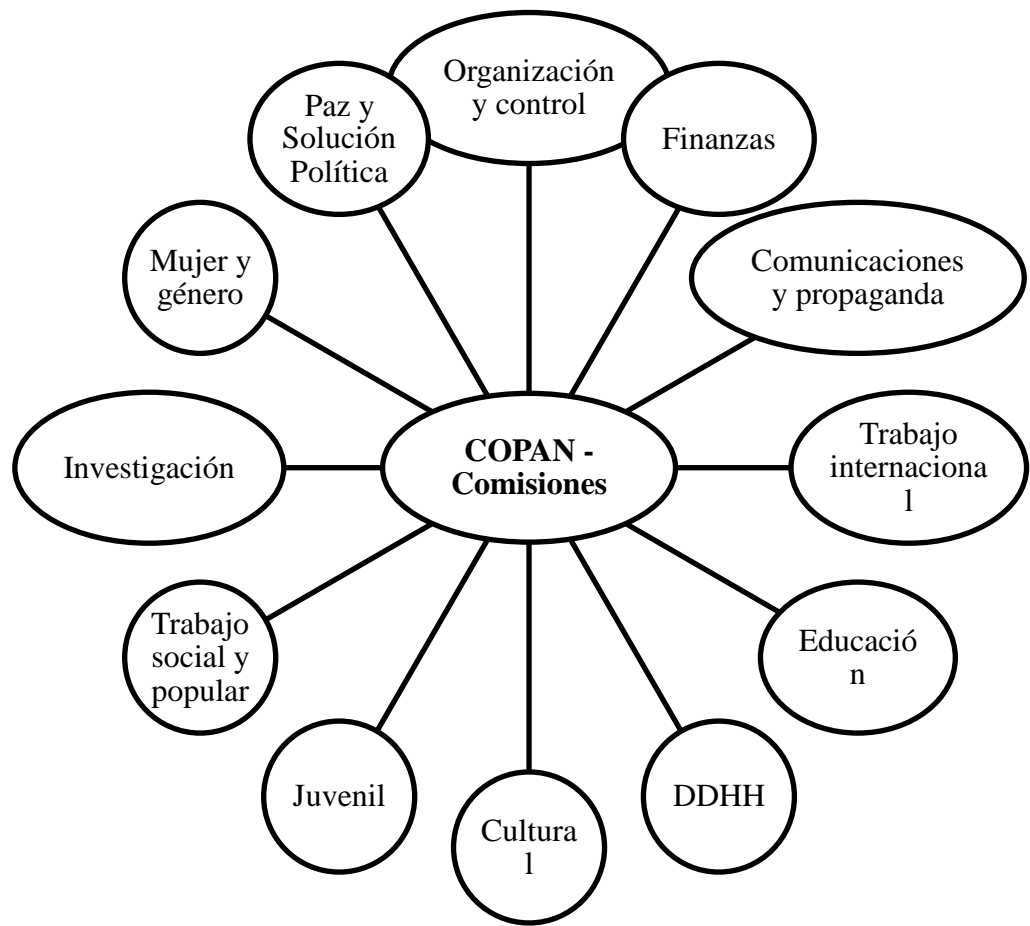 Organización
y control
Paz y
Solución
Política
Finanzas
Mujer y
género
Comunicaciones
y propaganda
Investigación
COPAN -
Comisiones
Trabajo
internaciona
l
Trabajo
social y
popular
Educació
n
Juvenil
Cultura
l
DDHH